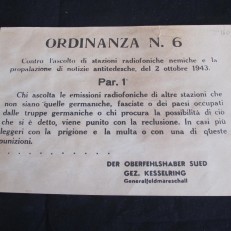 ORDINANZA N. 6
Contro l'ascolto di stazioni radiofoniche nemiche e la
propalazione di notizie antitedesche, del 2 ottobre 1943.
Par. 1
Chi ascolta le emissioni radiofoniche di altre stazioni che
non siano quelle germaniche, fasciste o dei paesi occupati
dalle truppe germaniche o chi procura la possibilità di ciò
che si è detto, viene punito con la reclusione. In casi più
leggeri con la prigione e la multa o con una di queste
punizioni.
. . . . . . . . . .
DER OBERFEHLSHABER SUED
GEZ. KESSELRING
Generalfeldmaresschall